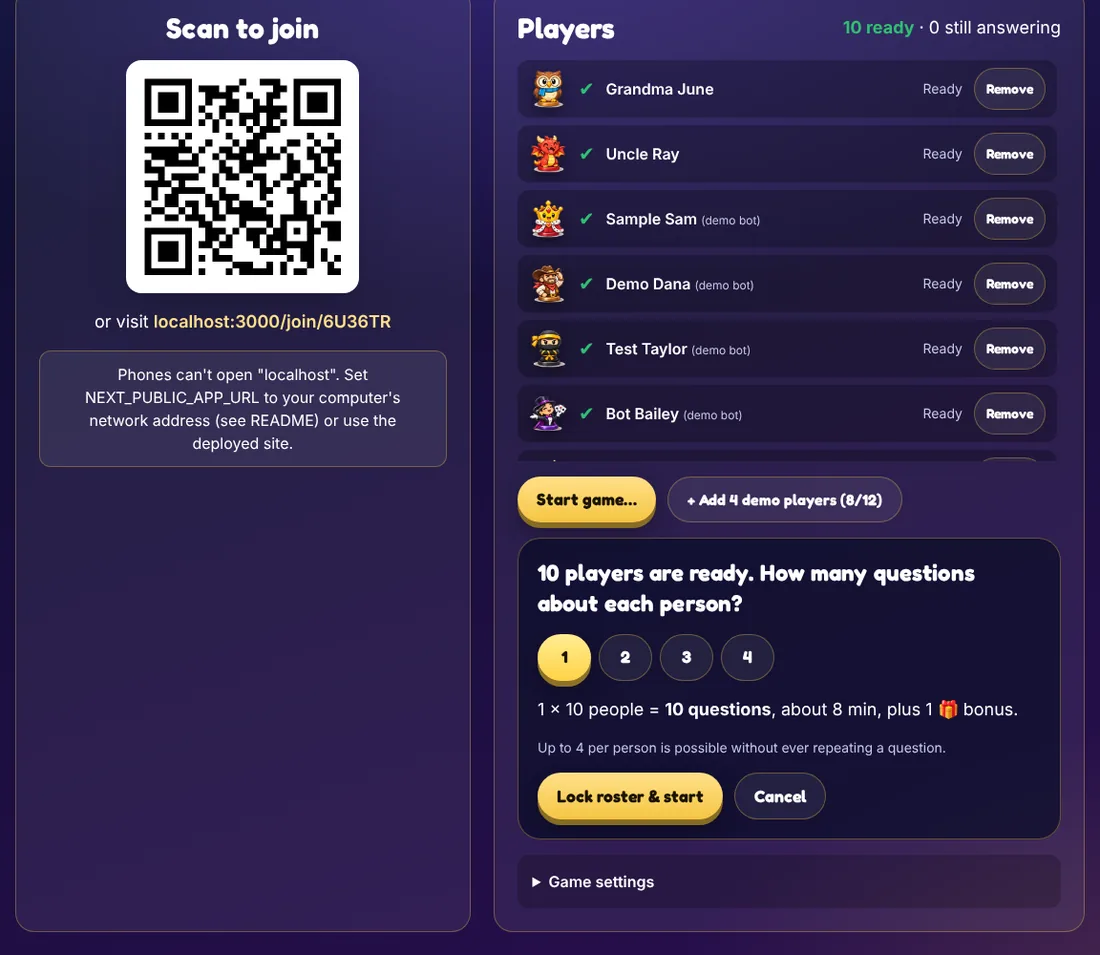 Scan to join
or visit localhost:3000/join/6U36TR
Phones can't open "localhost". Set
NEXT_PUBLIC_APP_URL to your computer's
network address (see README) or use the
deployed site.
Players
10 ready · 0 still answering
✔ Grandma June Ready Remove
✔ Uncle Ray Ready Remove
✔ Sample Sam (demo bot) Ready Remove
✔ Demo Dana (demo bot) Ready Remove
✔ Test Taylor (demo bot) Ready Remove
✔ Bot Bailey (demo bot) Ready Remove
Start game...
+ Add 4 demo players (8/12)
10 players are ready. How many questions
about each person?
1 2 3 4
1 × 10 people = 10 questions, about 8 min, plus 1 🎁 bonus.
Up to 4 per person is possible without ever repeating a question.
Lock roster & start
Cancel
▶ Game settings